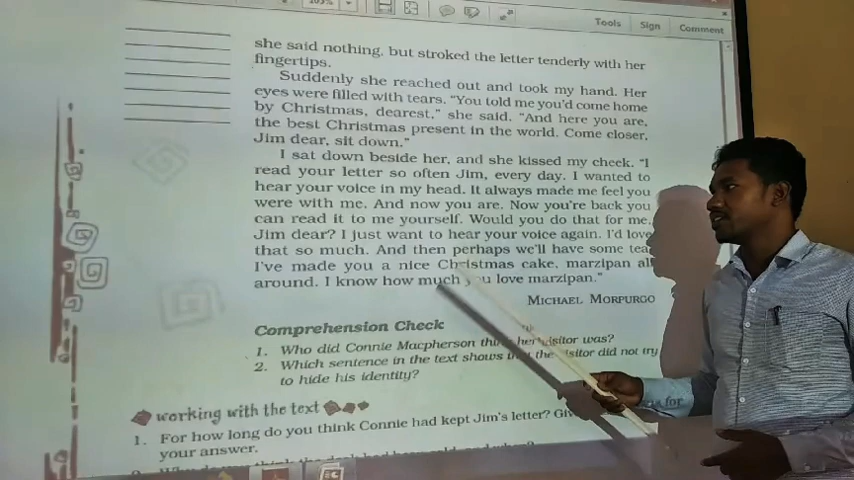 Tools Sign Comment
she said nothing, but stroked the letter tenderly with her
fingertips.
Suddenly she reached out and took my hand. Her
eyes were filled with tears. "You told me you'd come home
by Christmas, dearest," she said. "And here you are,
the best Christmas present in the world. Come closer,
Jim dear, sit down."
I sat down beside her, and she kissed my cheek. "I
read your letter so often Jim, every day. I wanted to
hear your voice in my head. It always made me feel you
were with me. And now you are. Now you're back you
can read it to me yourself. Would you do that for me,
Jim dear? I just want to hear your voice again. I'd love
that so much. And then perhaps we'll have some tea.
I've made you a nice Christmas cake, marzipan all
around. I know how much you love marzipan."
MICHAEL MORPURGO
Comprehension Check
1. Who did Connie Macpherson think her visitor was?
2. Which sentence in the text shows that the visitor did not try
to hide his identity?
working with the text
1. For how long do you think Connie had kept Jim's letter? for
your answer.